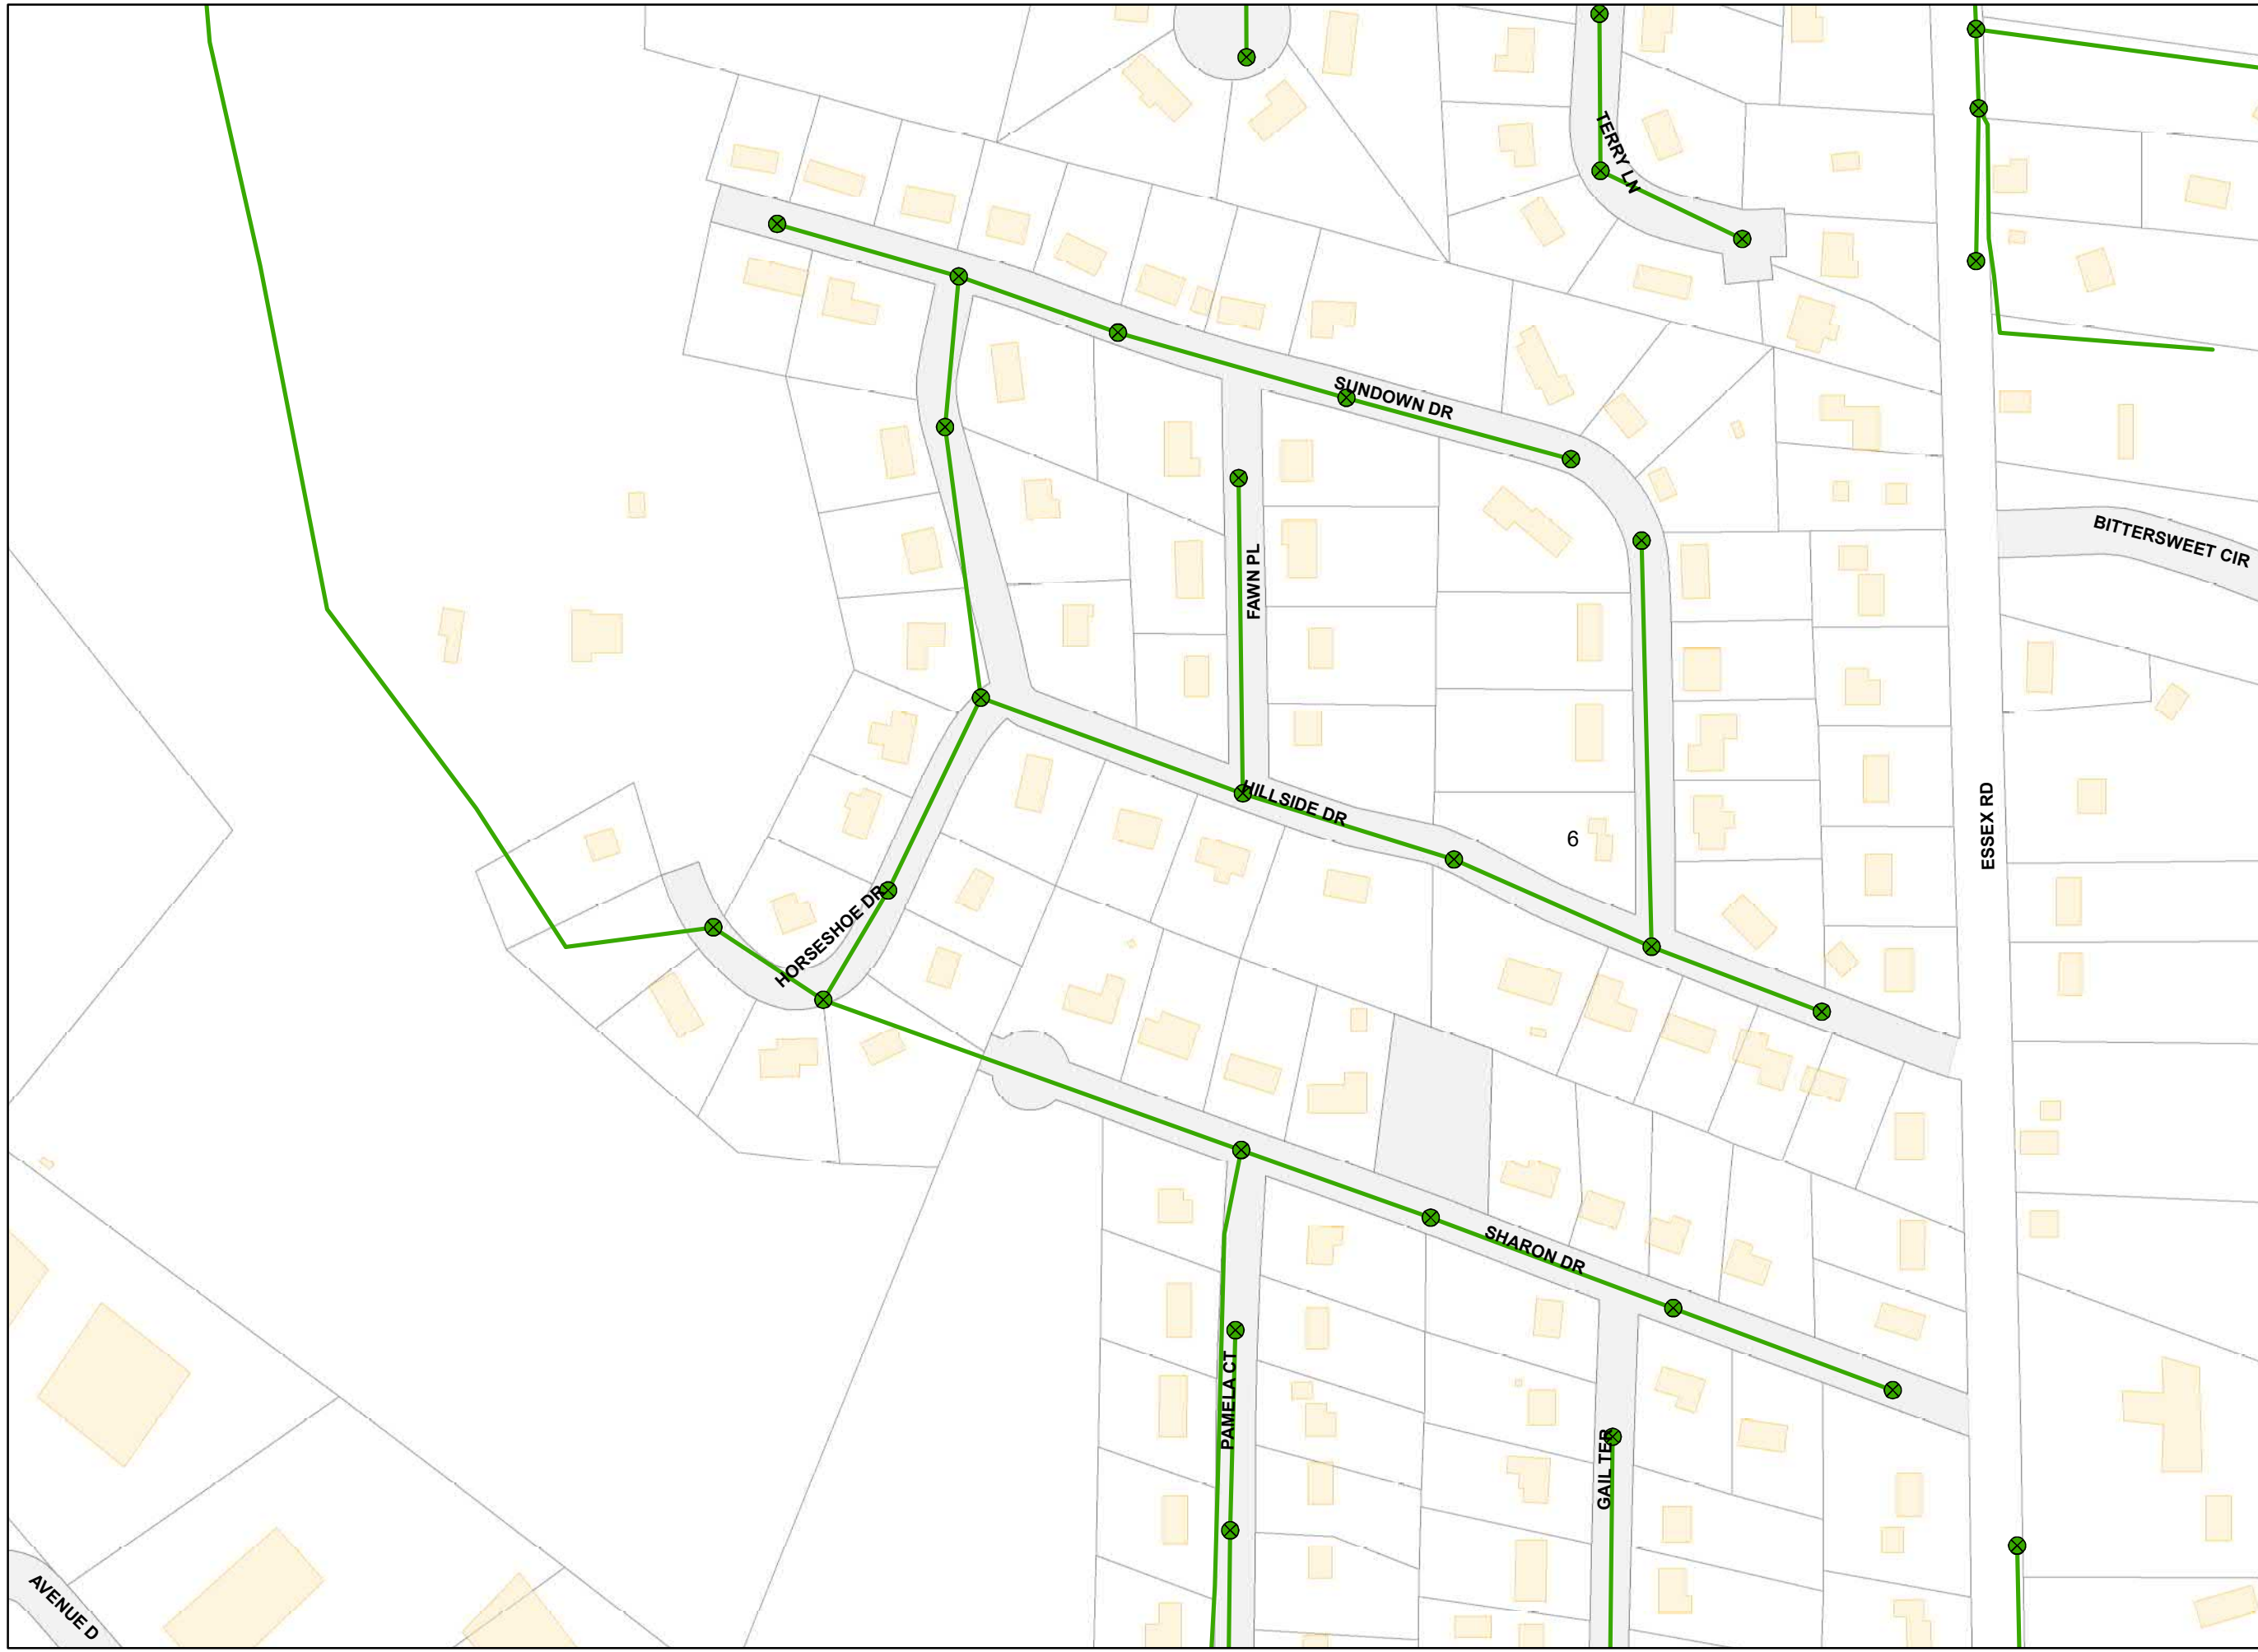 TERRY LN
SUNDOWN DR
BITTERSWEET CIR
FAWN PL
HILLSIDE DR
6
ESSEX RD
HORSESHOE DR
SHARON DR
PAMELA CT
GAIL TER
AVENUE D